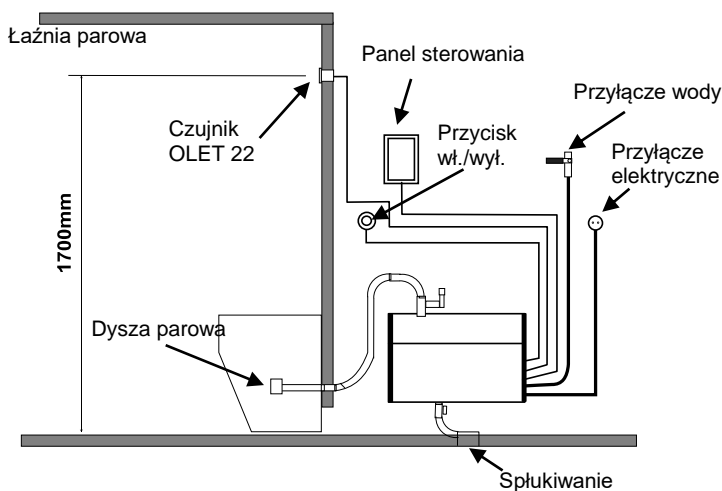 Łaźnia parowa
Panel sterowania
Czujnik
OLET 22
Przycisk
wł./wył.
Przyłącze wody
Przyłącze
elektryczne
1700mm
Dysza parowa
Spłukiwanie